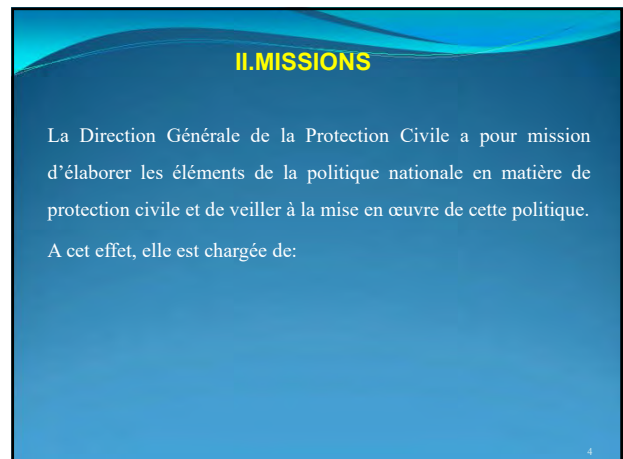 II.MISSIONS
La Direction Générale de la Protection Civile a pour mission
d’élaborer les éléments de la politique nationale en matière de
protection civile et de veiller à la mise en œuvre de cette politique.
A cet effet, elle est chargée de:
4